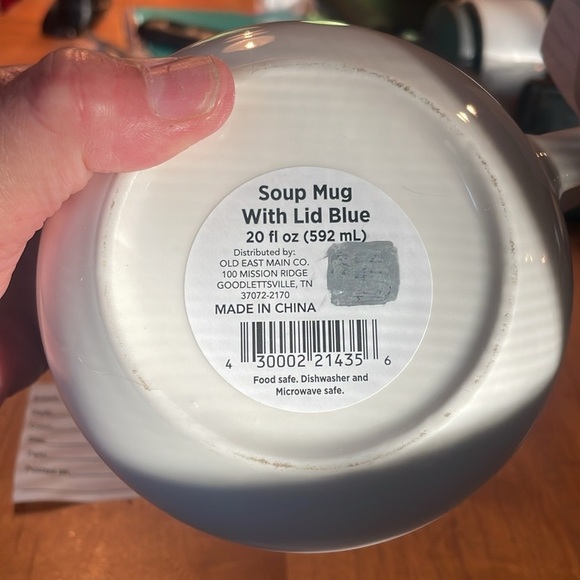 Soup Mug
With Lid Blue
20 fl oz (592 mL)
Distributed by:
OLD EAST MAIN CO.
100 MISSION RIDGE
GOODLETTSVILLE, TN
37072-2170
MADE IN CHINA
4 30002 21435 6
Food safe. Dishwasher and
Microwave safe.